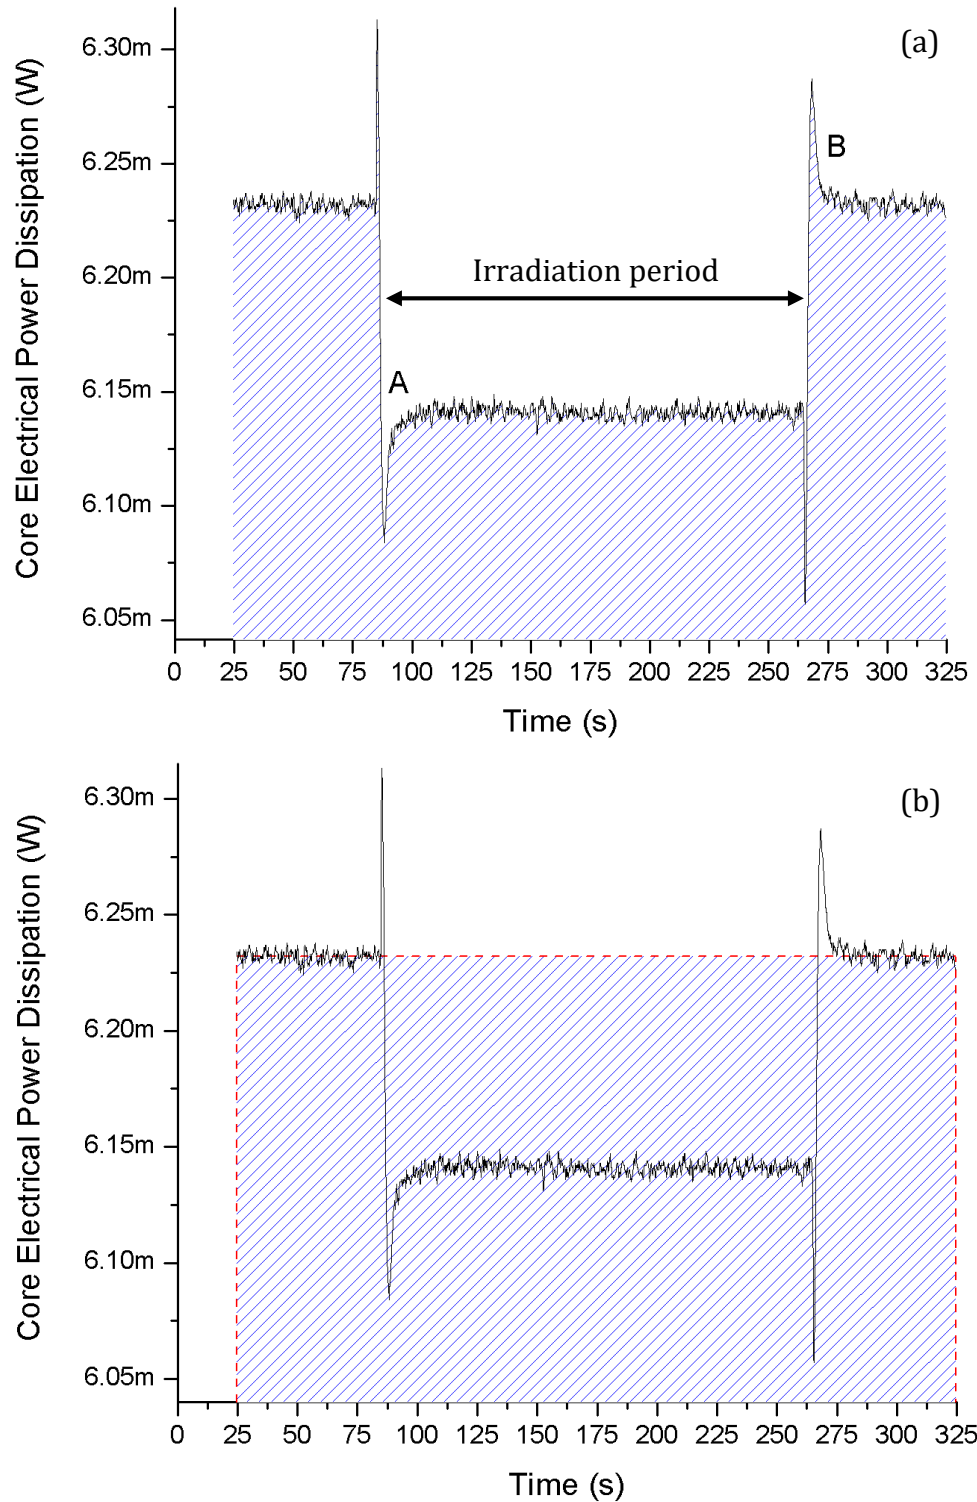 (a)
Core Electrical Power Dissipation (W)
6.30m
6.25m
6.20m
6.15m
6.10m
6.05m
B
Irradiation period
A
0 25 50 75 100 125 150 175 200 225 250 275 300 325
Time (s)
(b)
Core Electrical Power Dissipation (W)
6.30m
6.25m
6.20m
6.15m
6.10m
6.05m
0 25 50 75 100 125 150 175 200 225 250 275 300 325
Time (s)